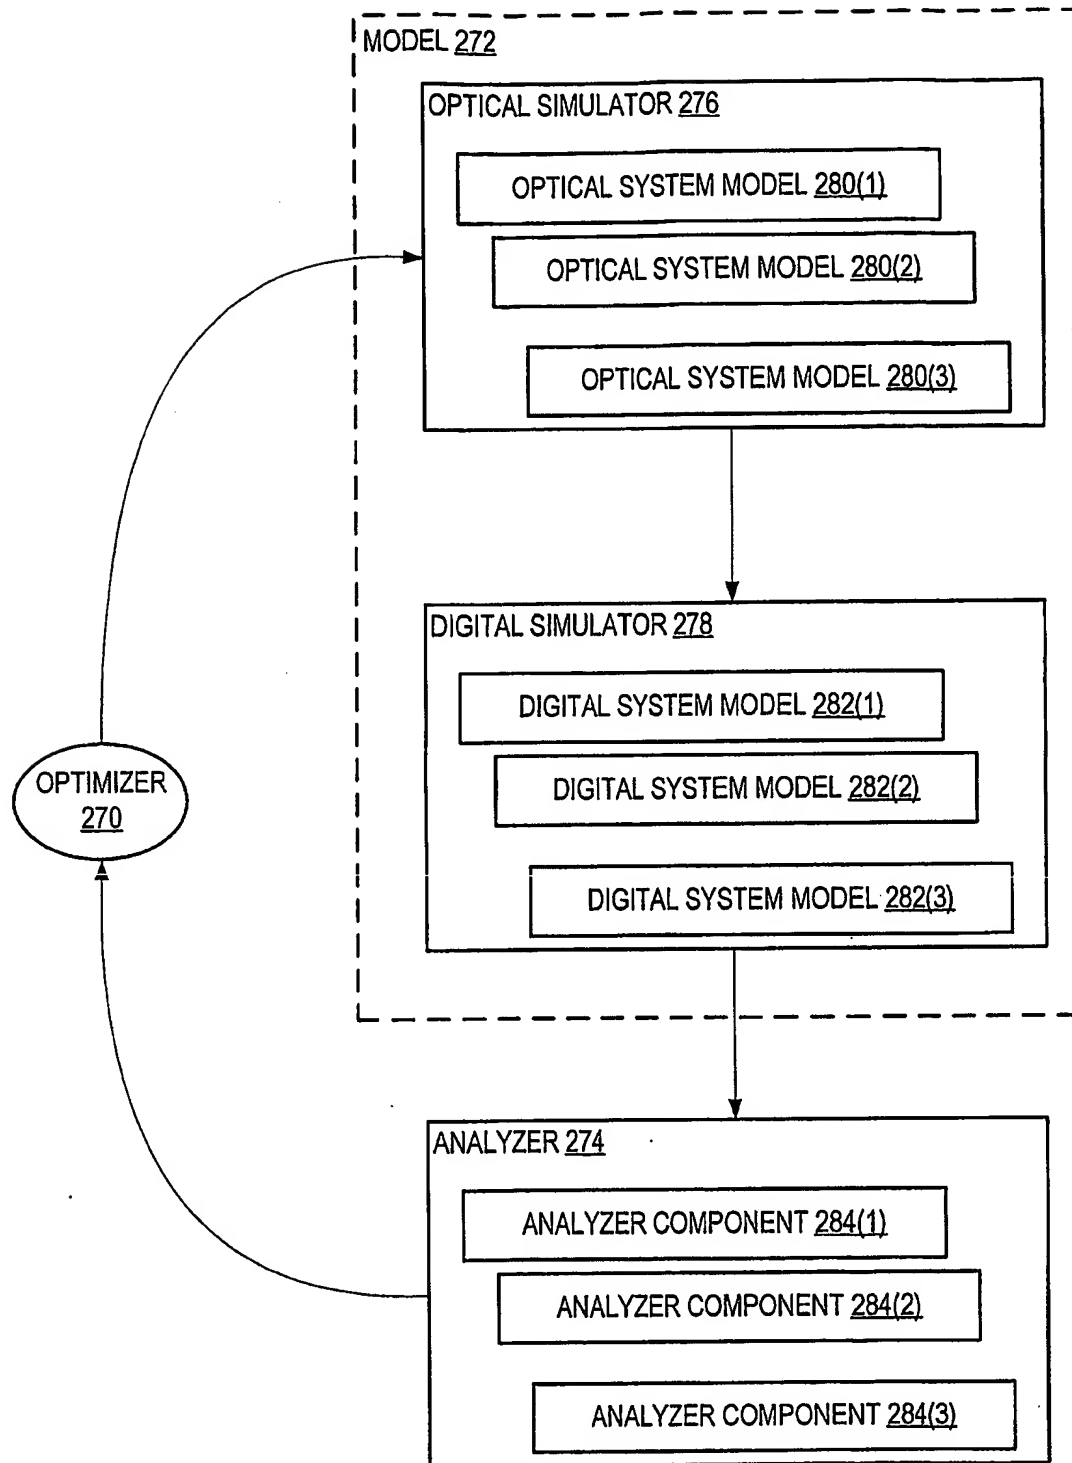 MODEL 272
OPTICAL SIMULATOR 276
OPTICAL SYSTEM MODEL 280(1)
OPTICAL SYSTEM MODEL 280(2)
OPTICAL SYSTEM MODEL 280(3)
DIGITAL SIMULATOR 278
DIGITAL SYSTEM MODEL 282(1)
DIGITAL SYSTEM MODEL 282(2)
DIGITAL SYSTEM MODEL 282(3)
OPTIMIZER
270
ANALYZER 274
ANALYZER COMPONENT 284(1)
ANALYZER COMPONENT 284(2)
ANALYZER COMPONENT 284(3)